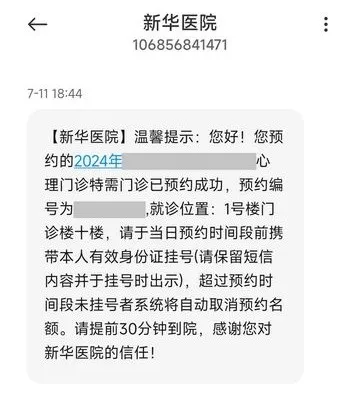 新华医院
106856841471
7-11 18:44
【新华医院】温馨提示：您好！您预
约的2024年心
理门诊特需门诊已预约成功，预约编
号为,就诊位置：1号楼门
诊楼十楼，请于当日预约时间段前携
带本人有效身份证挂号(请保留短信
内容并于挂号时出示)，超过预约时
间段未挂号者系统将自动取消预约名
额。请提前30分钟到院，感谢您对
新华医院的信任！